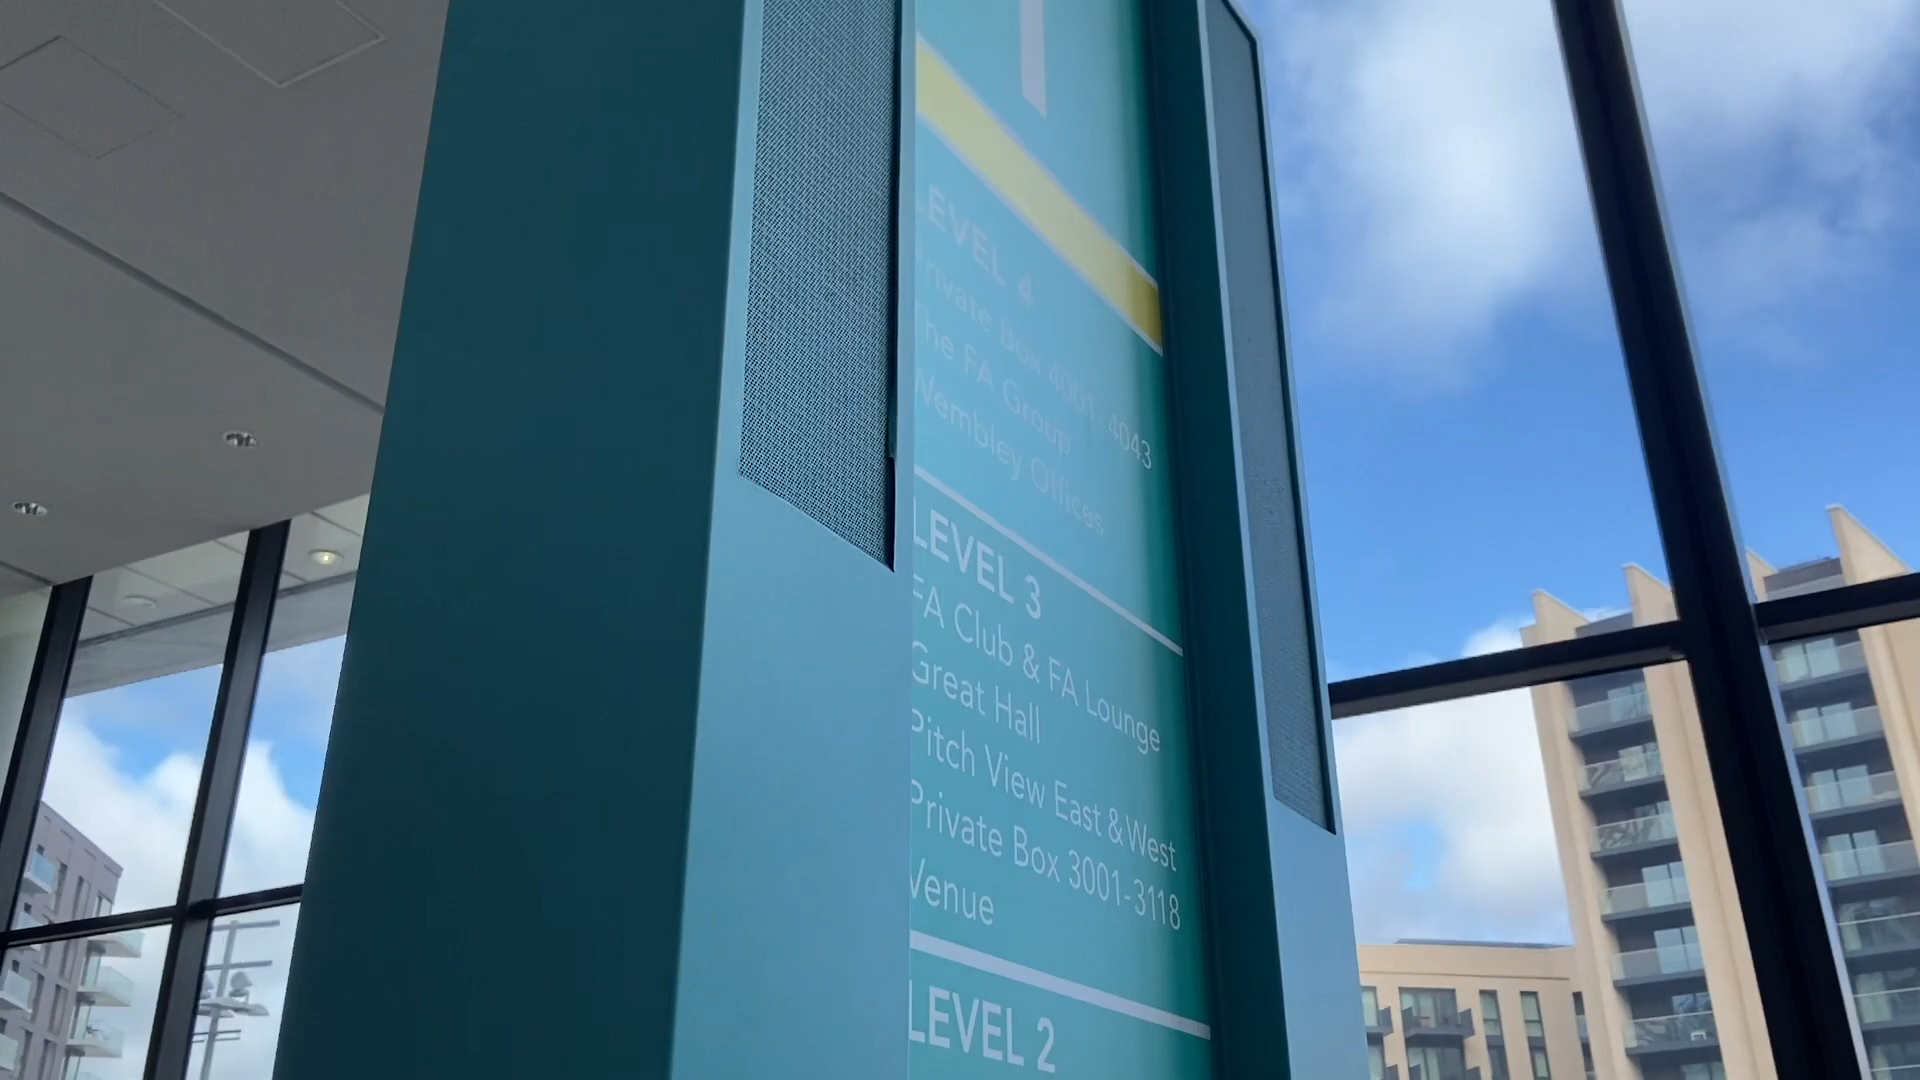 LEVEL 4
Private Box 4001-4043
The FA Group
Wembley Offices
LEVEL 3
FA Club & FA Lounge
Great Hall
Pitch View East & West
Private Box 3001-3118
Venue
LEVEL 2